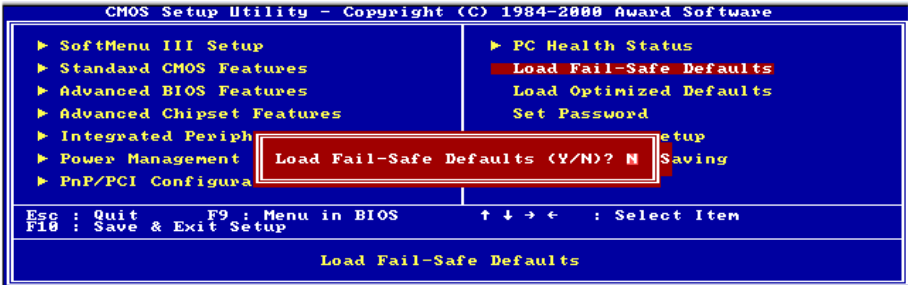 CMOS Setup Utility - Copyright (C) 1984-2000 Award Software
► SoftMenu III Setup
► Standard CMOS Features
► Advanced BIOS Features
► Advanced Chipset Features
► Integrated Periph
► Power Management
► PnP/PCI Configura
► PC Health Status
Load Fail-Safe Defaults
Load Optimized Defaults
Set Password
etup
Saving
Load Fail-Safe Defaults (Y/N)? N
Esc : Quit F9 : Menu in BIOS ↑ ↓ → ← : Select Item
F10 : Save & Exit Setup
Load Fail-Safe Defaults